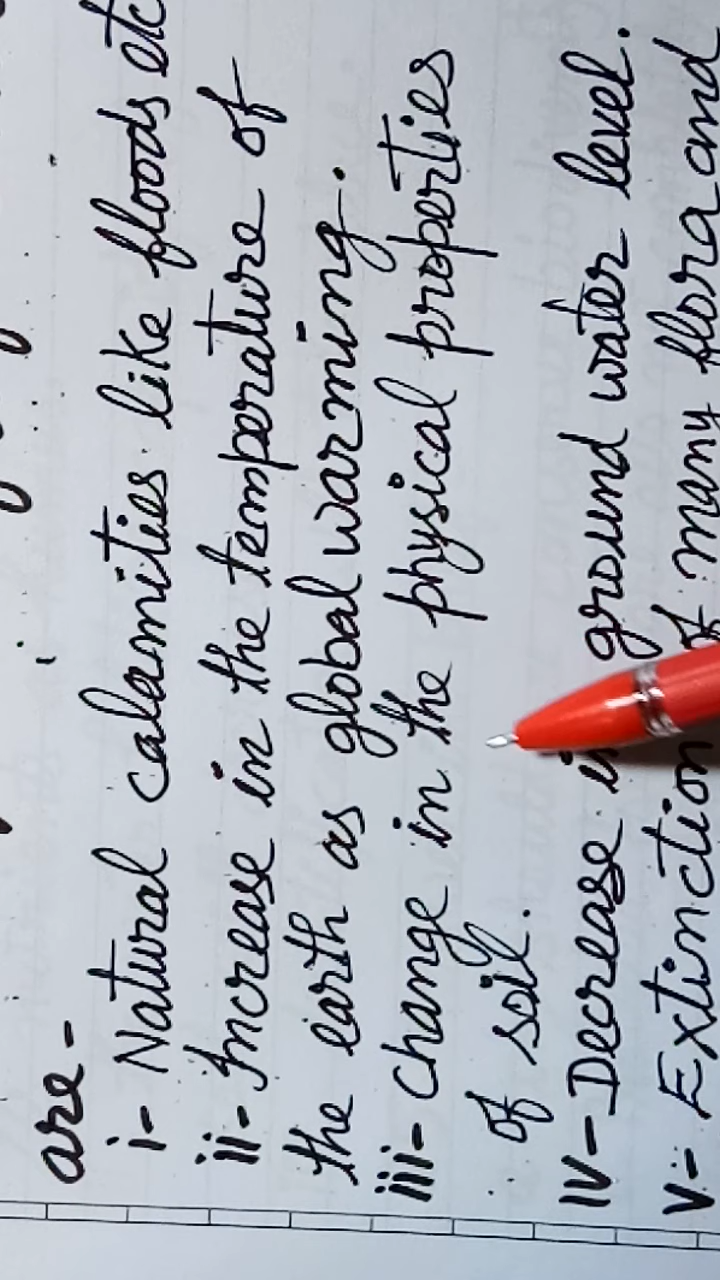 are-
i- Natural calamities like floods etc
ii- Increase in the temperature of
the earth as global warming.
iii- change in the physical properties
of soil.
iv- Decrease in ground water level.
v- Extinction of many flora and